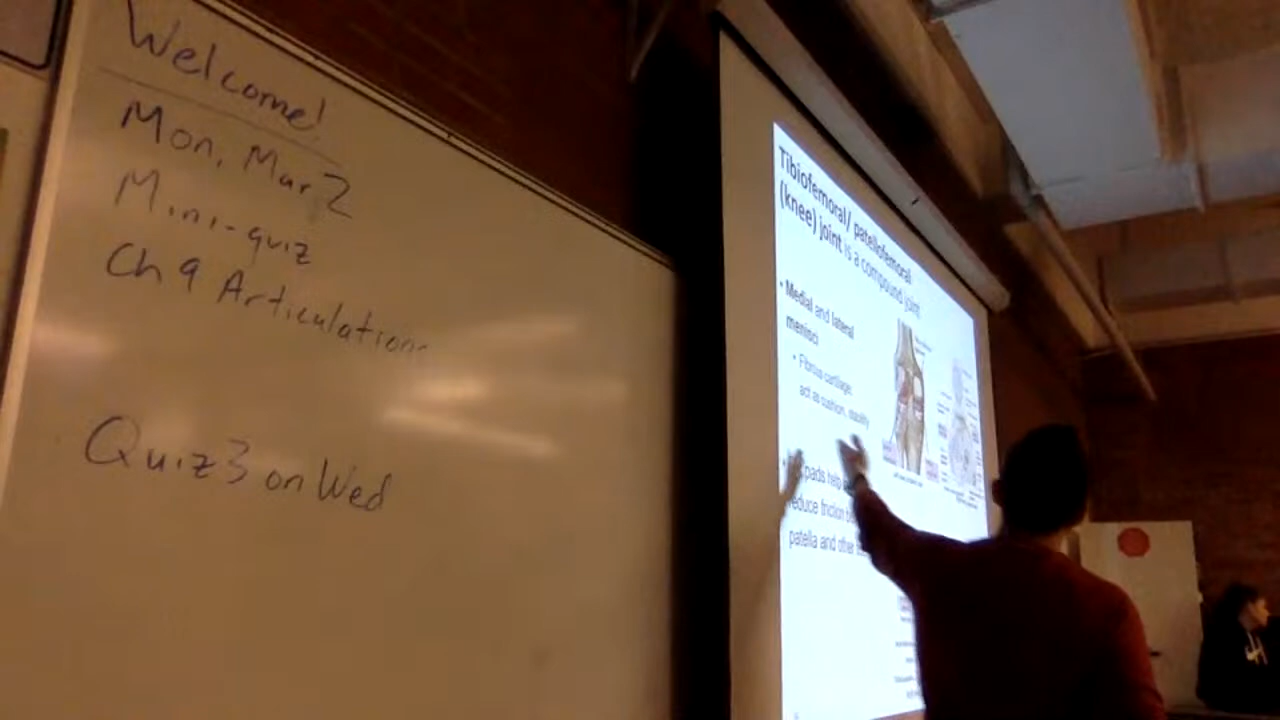 Welcome!
Mon, Mar 2
Mini-quiz
Ch 9 Articulations
Quiz 3 on Wed
Tibiofemoral/ patellofemoral
(knee) joint is a compound joint
• Medial and lateral
menisci
• Fibrous cartilage;
act as cushion, stability
pads help
reduce friction
patella and other